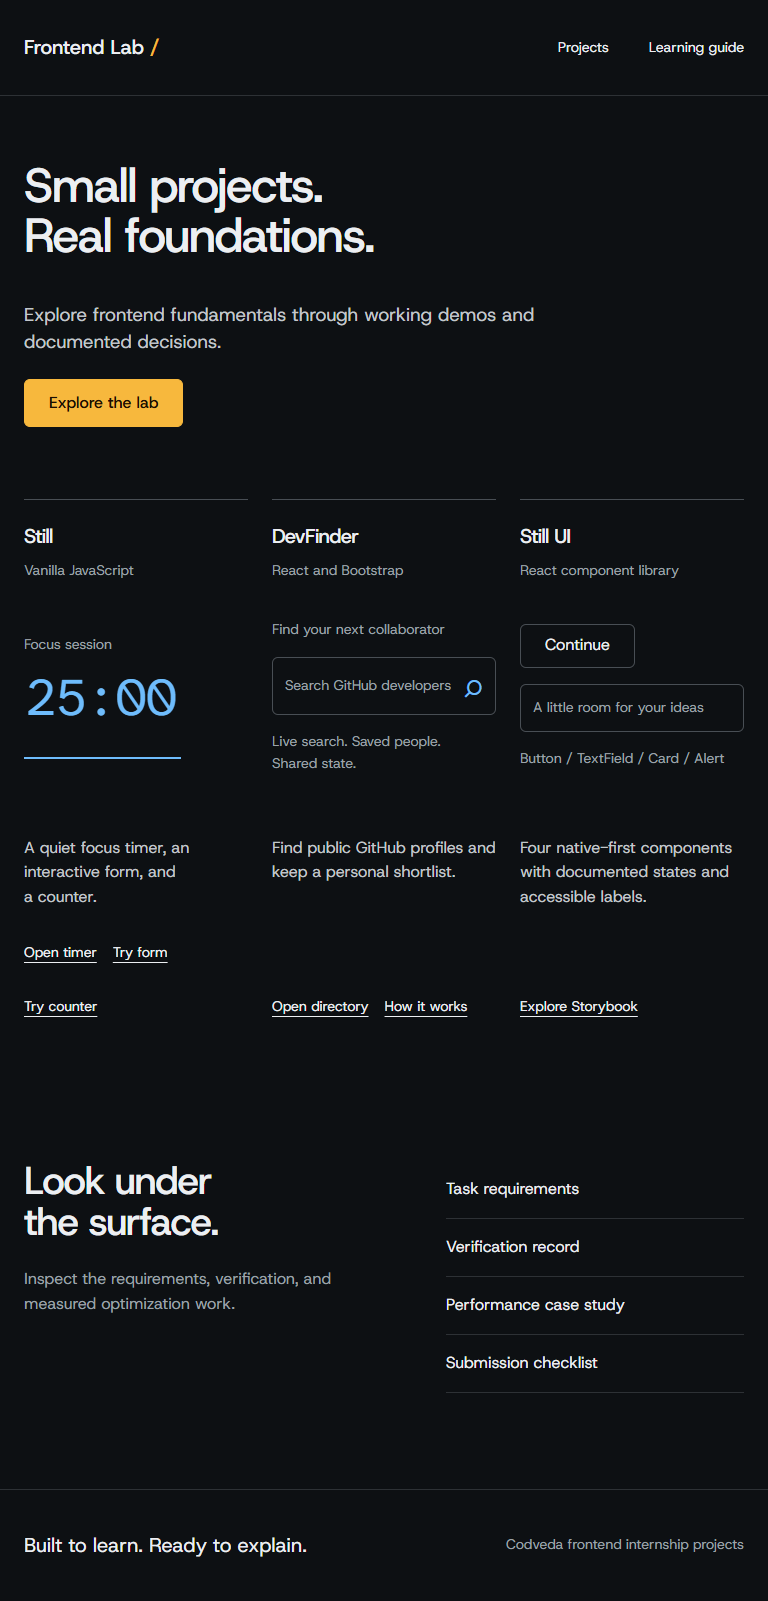 Frontend Lab /
Projects
Learning guide
Small projects.
Real foundations.
Explore frontend fundamentals through working demos and
documented decisions.
Explore the lab
Still
Vanilla JavaScript
Focus session
25:00
A quiet focus timer, an
interactive form, and
a counter.
Open timer
Try form
Try counter
DevFinder
React and Bootstrap
Find your next collaborator
Search GitHub developers
Live search. Saved people.
Shared state.
Find public GitHub profiles and
keep a personal shortlist.
Open directory
How it works
Still UI
React component library
Continue
A little room for your ideas
Button / TextField / Card / Alert
Four native-first components
with documented states and
accessible labels.
Explore Storybook
Look under
the surface.
Inspect the requirements, verification, and
measured optimization work.
Task requirements
Verification record
Performance case study
Submission checklist
Built to learn. Ready to explain.
Codveda frontend internship projects